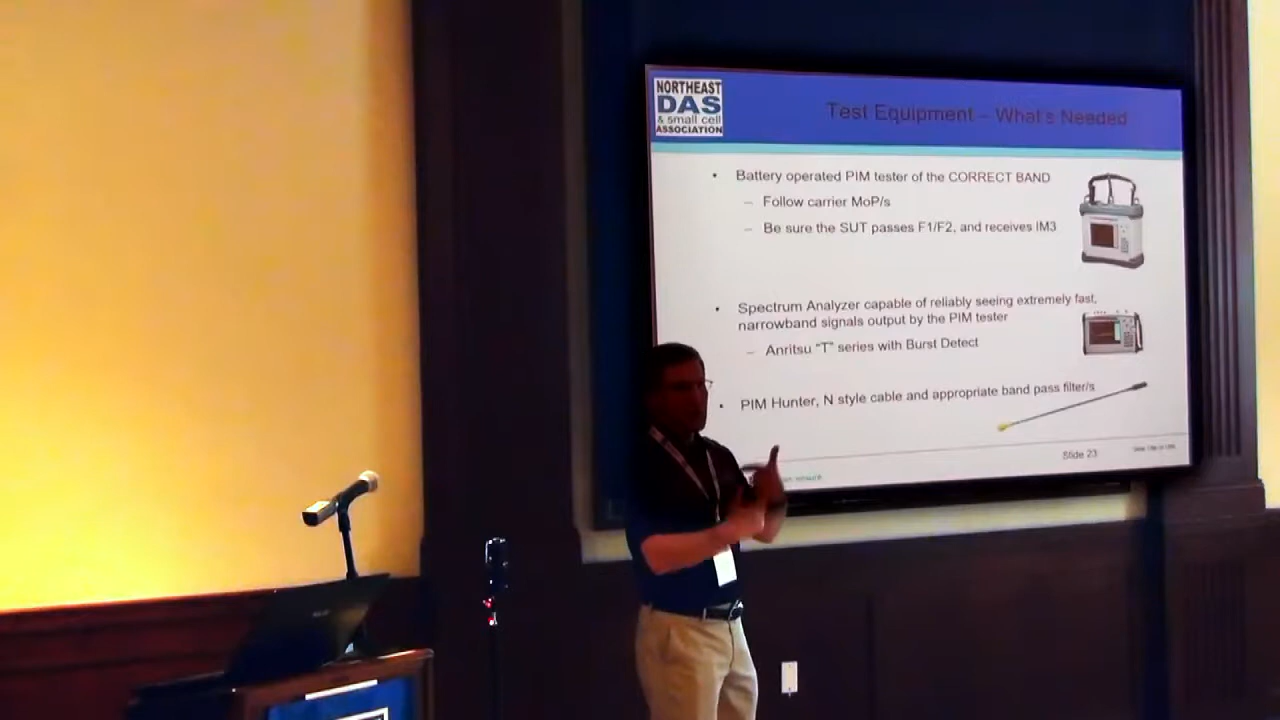 NORTHEAST
DAS
& small cell
ASSOCIATION
Test Equipment – What's Needed
• Battery operated PIM tester of the CORRECT BAND
– Follow carrier MoP/s
– Be sure the SUT passes F1/F2, and receives IM3
• Spectrum Analyzer capable of reliably seeing extremely fast,
narrowband signals output by the PIM tester
– Anritsu "T" series with Burst Detect
• PIM Hunter, N style cable and appropriate band pass filter/s
Slide 23